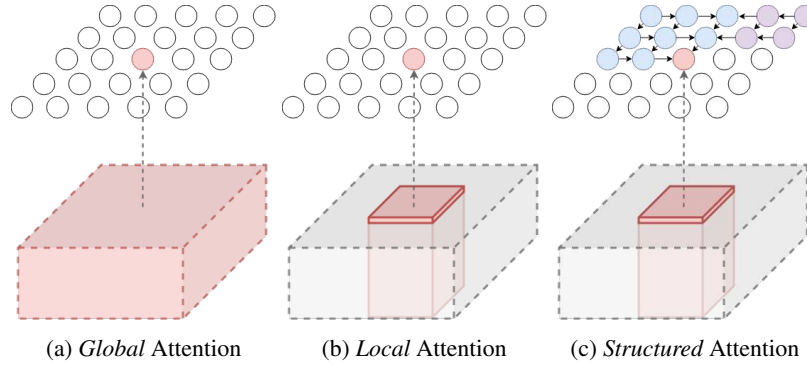 (a) Global Attention
(b) Local Attention
(c) Structured Attention